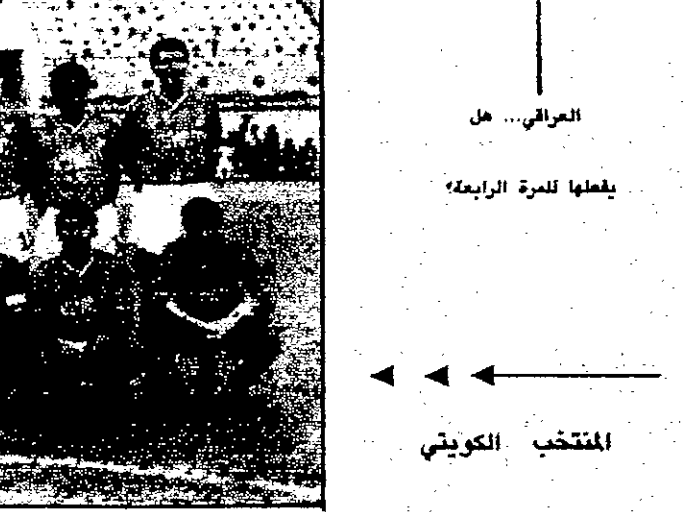 العراقي... هل
يفعلها للمرة الرابعة؟
المنتخب الكويتي